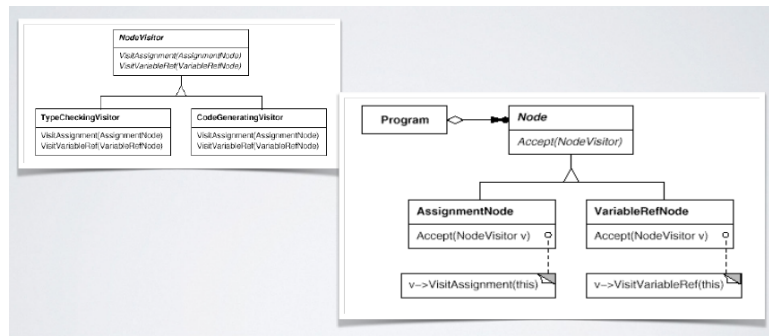 NodeVisitor
VisitAssignment(AssignmentNode)
VisitVariableRef(VariableRefNode)
TypeCheckingVisitor
VisitAssignment(AssignmentNode)
VisitVariableRef(VariableRefNode)
CodeGeneratingVisitor
VisitAssignment(AssignmentNode)
VisitVariableRef(VariableRefNode)
Program
Node
Accept(NodeVisitor)
AssignmentNode
Accept(NodeVisitor v)
VariableRefNode
Accept(NodeVisitor v)
v−>VisitAssignment(this)
v−>VisitVariableRef(this)